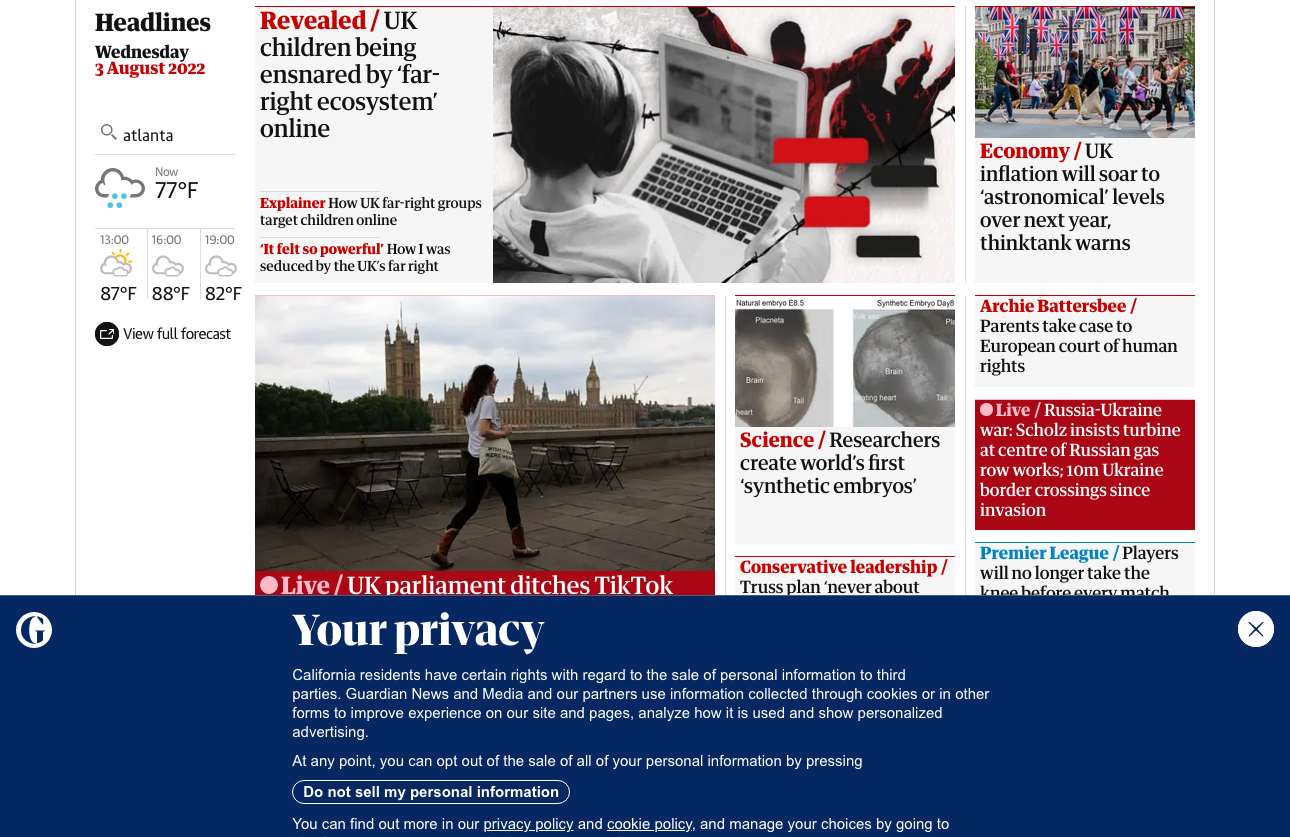 Headlines
Wednesday
3 August 2022
atlanta
Now
77°F
13:00
16:00
19:00
87°F
88°F
82°F
View full forecast
Revealed / UK
children being
ensnared by ‘far-
right ecosystem’
online
Explainer How UK far-right groups
target children online
‘It felt so powerful’ How I was
seduced by the UK’s far right
Economy / UK
inflation will soar to
‘astronomical’ levels
over next year,
thinktank warns
Live / UK parliament ditches TikTok
Natural embryo E8.5
Synthetic Embryo Day8
Placneta
Brain
Tail
heart
Yolk sac
Pla
Brain
Tail
Science / Researchers
create world’s first
‘synthetic embryos’
Conservative leadership /
Truss plan ‘never about
Archie Battersbee /
Parents take case to
European court of human
rights
Live / Russia-Ukraine
war: Scholz insists turbine
at centre of Russian gas
row works; 10m Ukraine
border crossings since
invasion
Premier League / Players
will no longer take the
knee before every match
Your privacy
California residents have certain rights with regard to the sale of personal information to third
parties. Guardian News and Media and our partners use information collected through cookies or in other
forms to improve experience on our site and pages, analyze how it is used and show personalized
advertising.
At any point, you can opt out of the sale of all of your personal information by pressing
Do not sell my personal information
You can find out more in our privacy policy and cookie policy, and manage your choices by going to